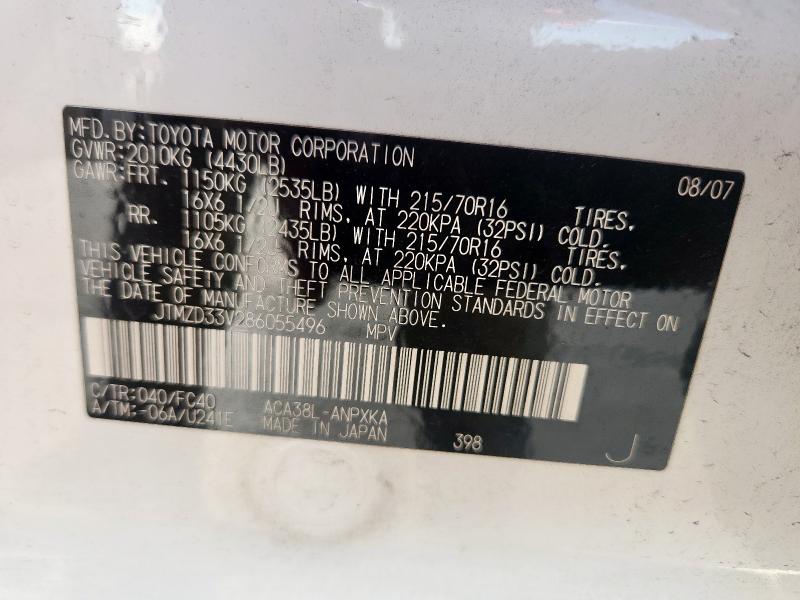 MFD.BY:TOYOTA MOTOR CORPORATION 08/07
GVWR:2010KG (4430LB)
GAWR:FRT. 1150KG (2535LB) WITH 215/70R16 TIRES,
16X6 1/2J RIMS, AT 220KPA (32PSI) COLD.
RR. 1105KG (2435LB) WITH 215/70R16 TIRES,
16X6 1/2J RIMS, AT 220KPA (32PSI) COLD.
THIS VEHICLE CONFORMS TO ALL APPLICABLE FEDERAL MOTOR
VEHICLE SAFETY AND THEFT PREVENTION STANDARDS IN EFFECT ON
THE DATE OF MANUFACTURE SHOWN ABOVE.
JTMZD33V286055496 MPV
C/TR:040/FC40 ACA38L-ANPXKA
A/TM:-06A/U241E MADE IN JAPAN 398 J